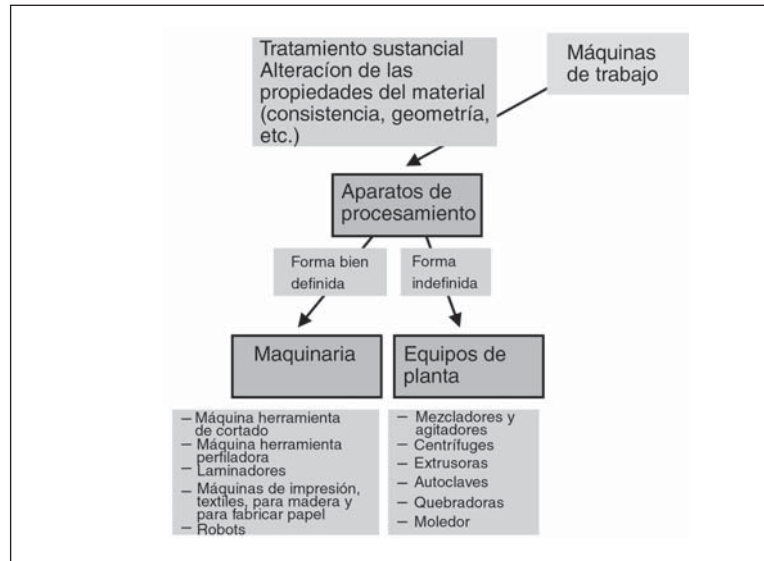 Tratamiento sustancial
Alteracíon de las
propiedades del material
(consistencia, geometría,
etc.)
Máquinas
de trabajo
Aparatos de
procesamiento
Forma bien
definida
Forma
indefinida
Maquinaria
Equipos de
planta
– Máquina herramienta
de cortado
– Máquina herramienta
perfiladora
– Laminadores
– Máquinas de impresión,
textiles, para madera y
para fabricar papel
– Robots
– Mezcladores y
agitadores
– Centrífuges
– Extrusoras
– Autoclaves
– Quebradoras
– Moledor